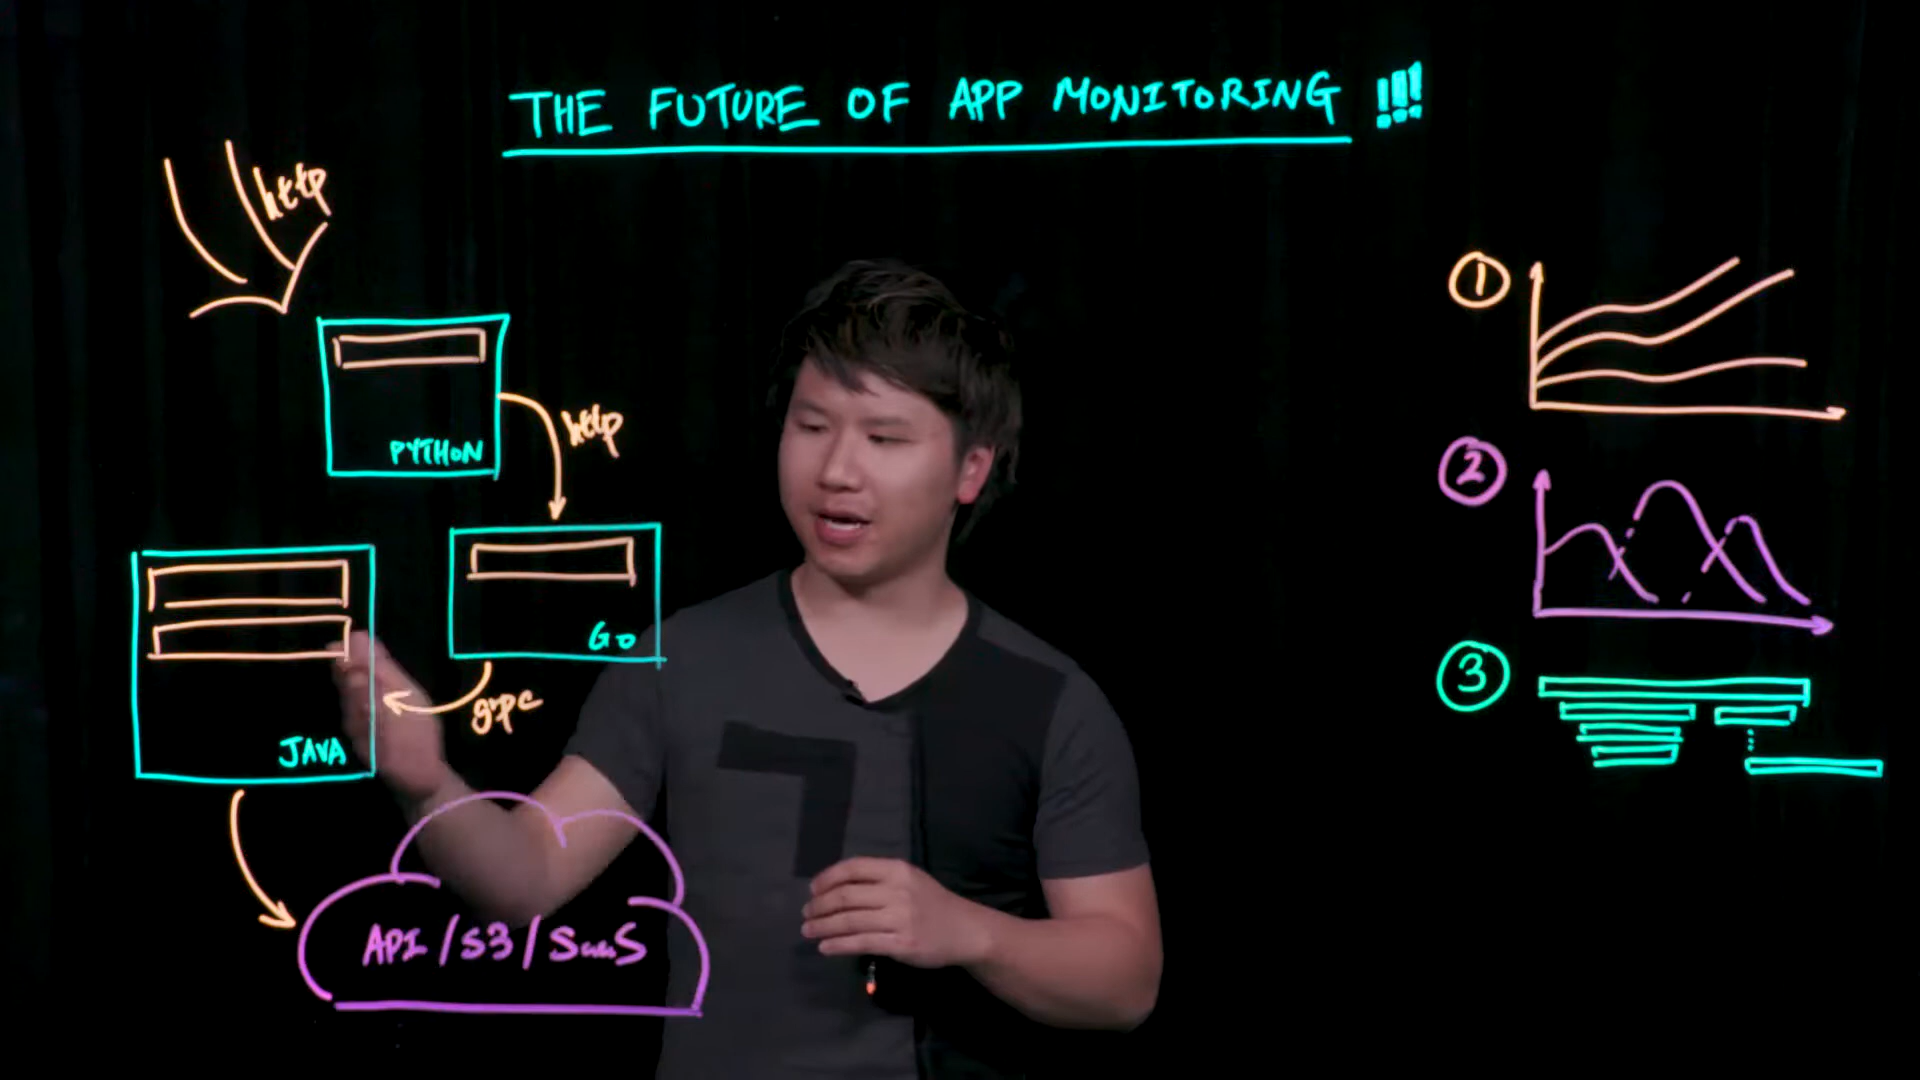 THE FUTURE OF APP MONITORING !!!
http
PYTHON
http
GO
grpc
JAVA
API/S3/SaaS
1
2
3